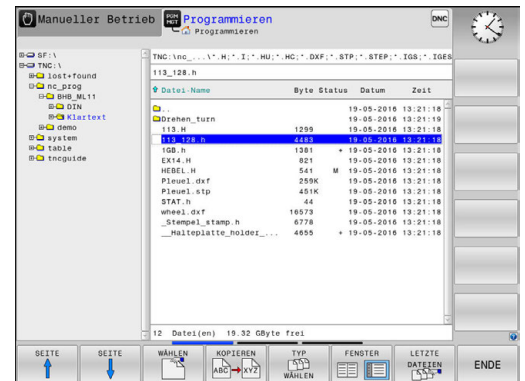 Manueller Betrieb
PGM
MGT
Programmieren
Programmieren
DNC
SF:\
TNC:\
lost+found
nc_prog
BHB_ML11
DIN
Klartext
demo
system
table
tncguide
TNC:\nc_...\*.H;*.I;*.HU;*.HC;*.DXF;*.STP;*.STEP;*.IGS;*.IGES
113_128.h
Datei-Name Byte Status Datum Zeit
.. 19-05-2016 13:21:18
Drehen_turn 19-05-2016 13:21:19
113.H 1299 19-05-2016 13:21:18
113_128.h 4483 19-05-2016 13:21:18
1GB.h 1381 + 19-05-2016 13:21:18
EX14.H 821 19-05-2016 13:21:18
HEBEL.H 541 M 19-05-2016 13:21:18
Pleuel.dxf 259K 19-05-2016 13:21:18
Pleuel.stp 451K 19-05-2016 13:21:18
STAT.h 44 19-05-2016 13:21:18
wheel.dxf 16573 19-05-2016 13:21:18
_Stempel_stamp.h 6778 19-05-2016 13:21:18
__Halteplatte_holder_... 4655 + 19-05-2016 13:21:18
12 Datei(en) 19.32 GByte frei
SEITE
SEITE
WÄHLEN
KOPIEREN
ABC XYZ
TYP
WÄHLEN
FENSTER
LETZTE
DATEIEN
ENDE